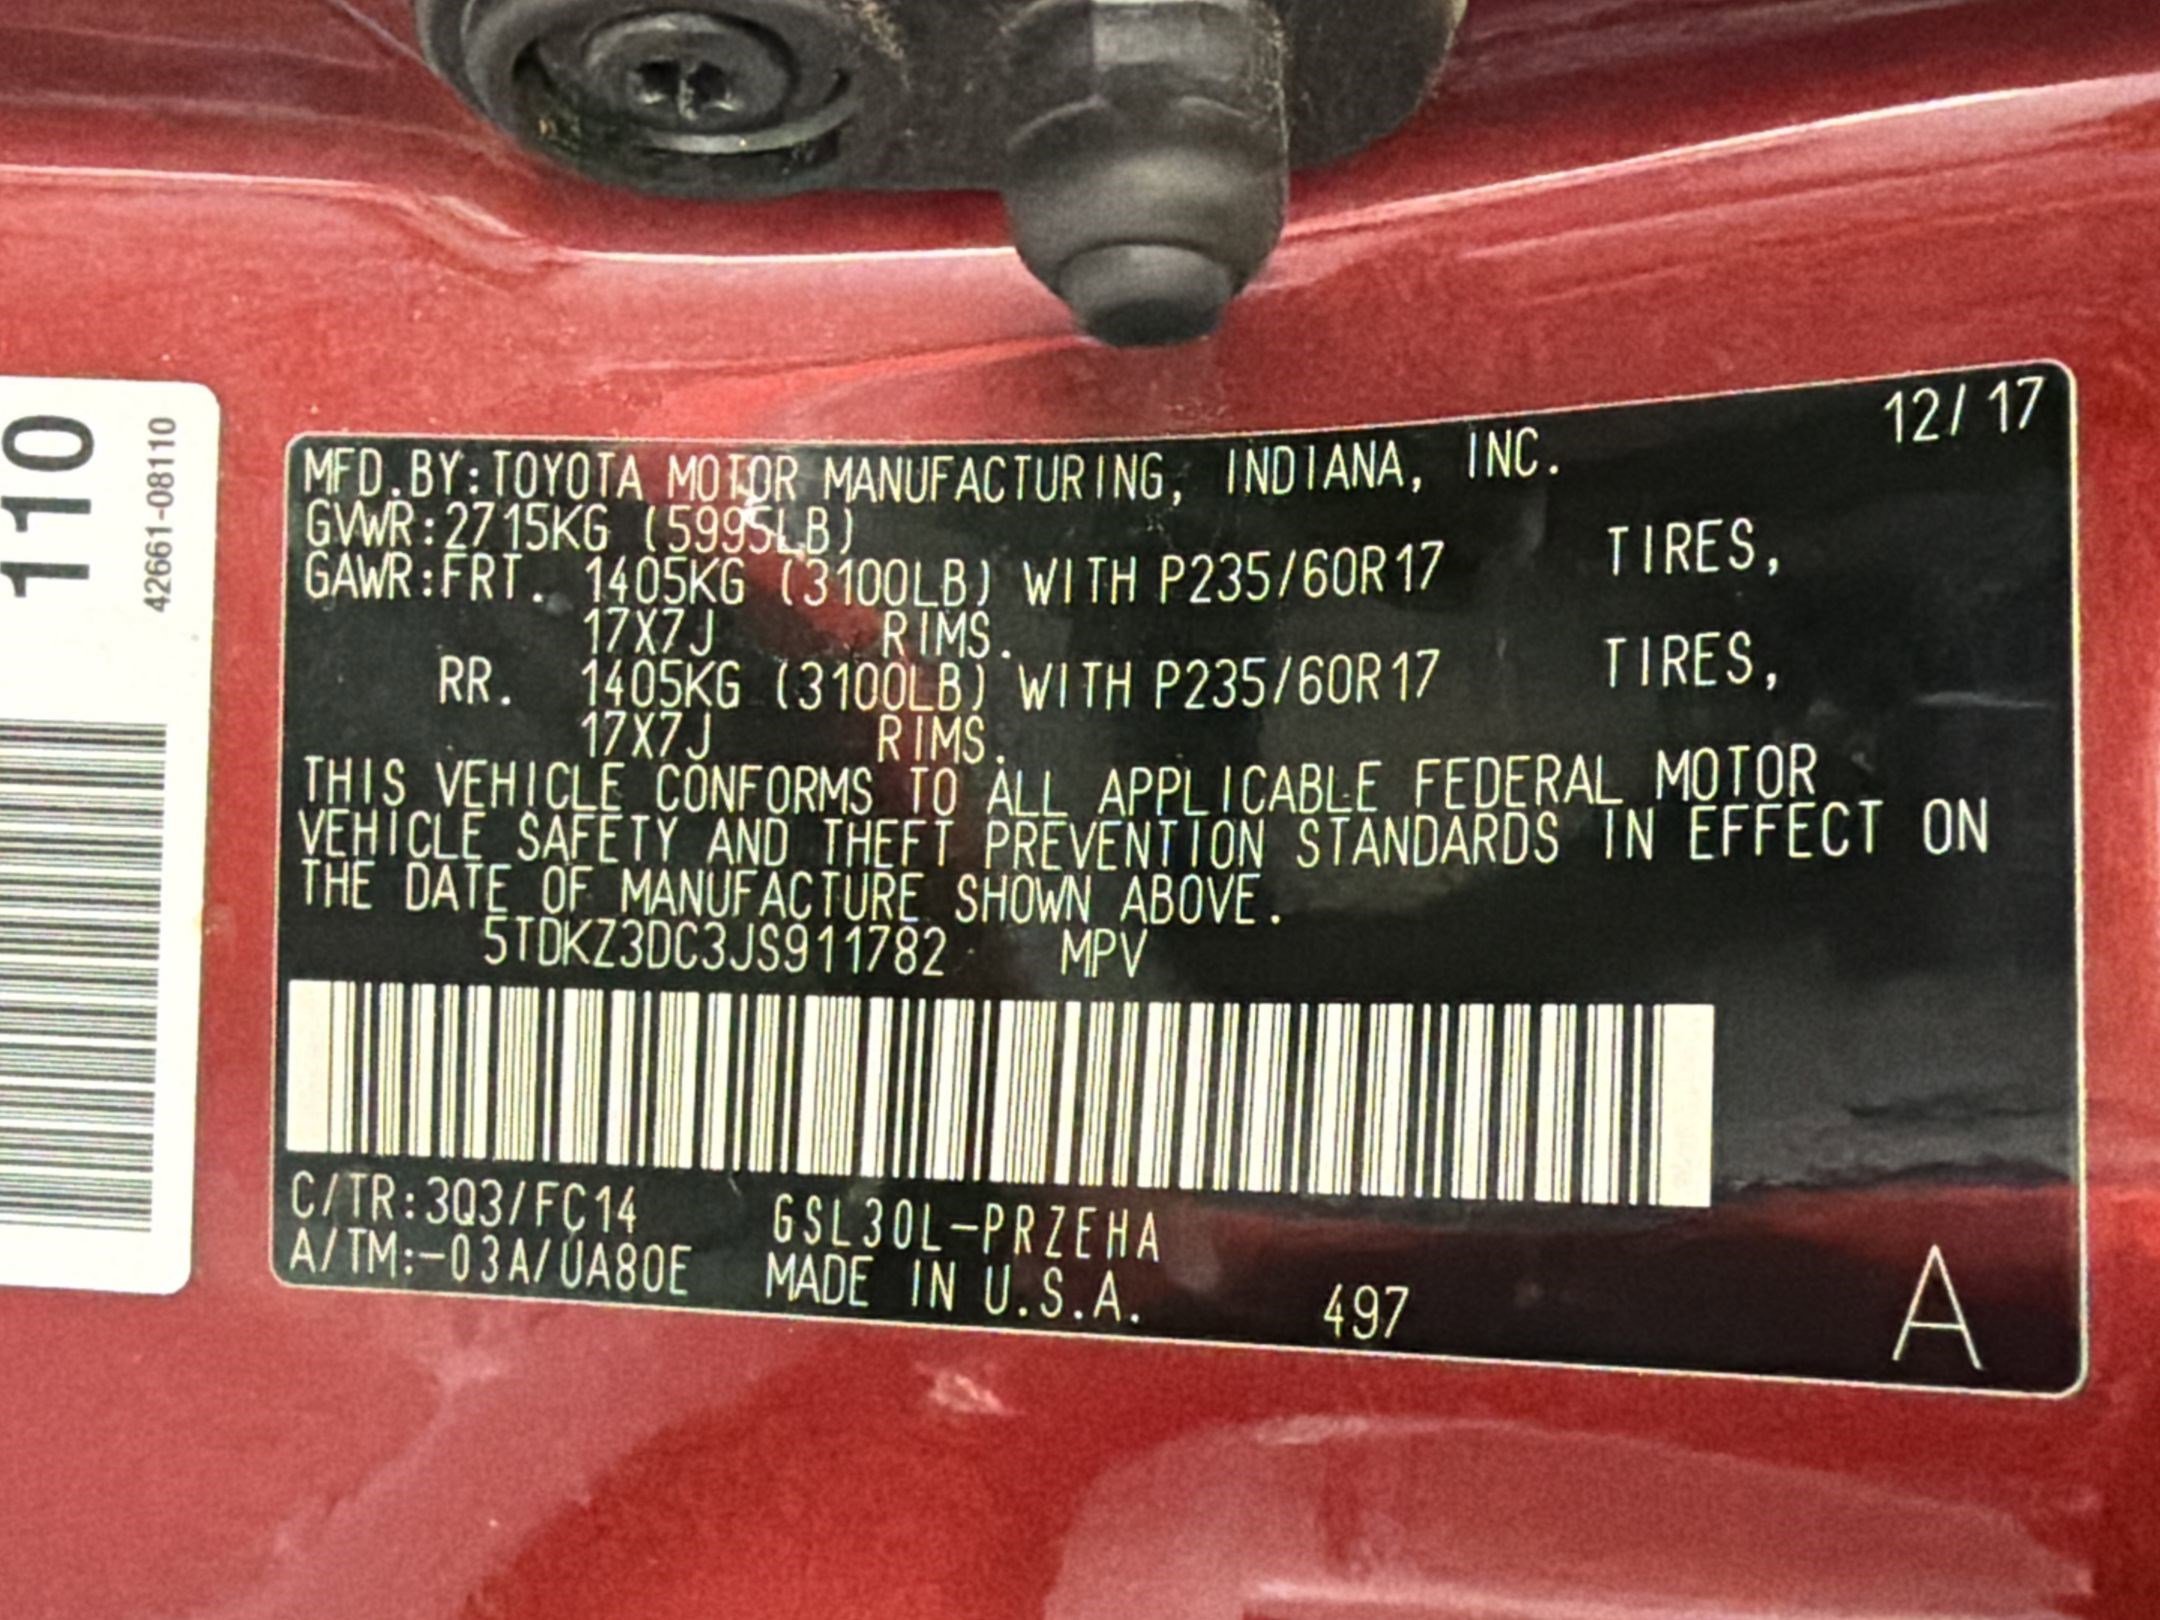 110
42661-08110
12/17
MFD.BY:TOYOTA MOTOR MANUFACTURING, INDIANA, INC.
GVWR:2715KG (5995LB)
GAWR:FRT. 1405KG (3100LB) WITH P235/60R17 TIRES,
17X7J RIMS.
RR. 1405KG (3100LB) WITH P235/60R17 TIRES,
17X7J RIMS.
THIS VEHICLE CONFORMS TO ALL APPLICABLE FEDERAL MOTOR
VEHICLE SAFETY AND THEFT PREVENTION STANDARDS IN EFFECT ON
THE DATE OF MANUFACTURE SHOWN ABOVE.
5TDKZ3DC3JS911782 MPV
C/TR:3Q3/FC14 GSL30L-PRZEHA
A/TM:-03A/UA80E MADE IN U.S.A. 497
A